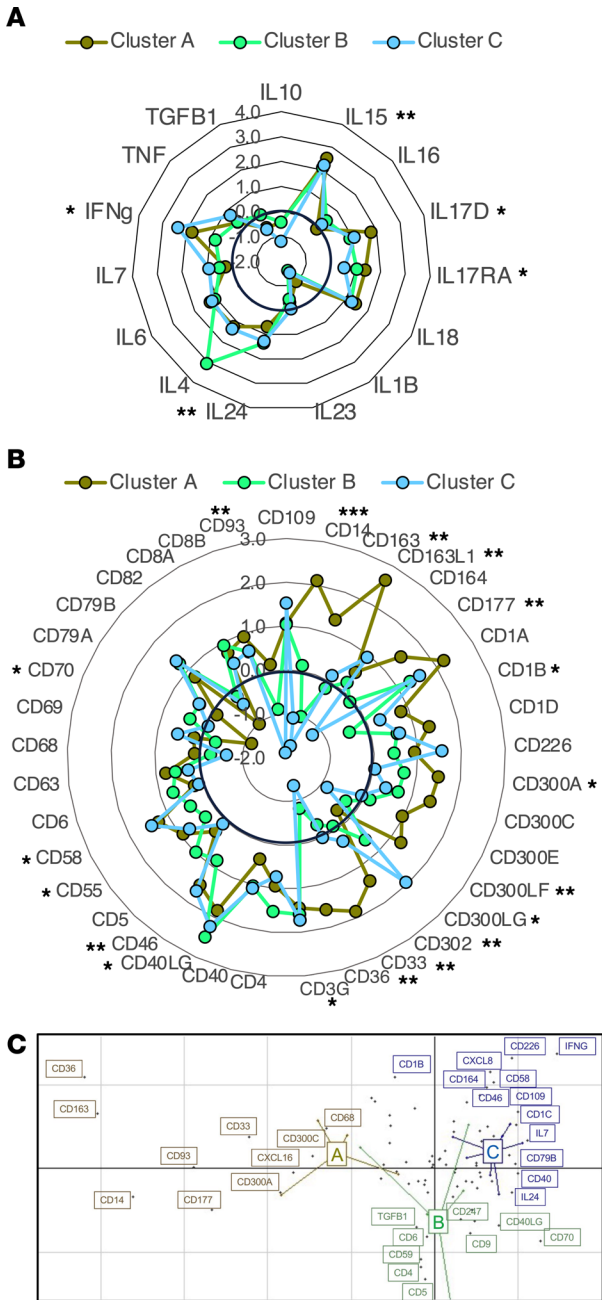 A
Cluster A Cluster B Cluster C
IL10
TGFB1 4.0 IL15 **
TNF 3.0 IL16
2.0
* IFNg 1.0 IL17D *
0.0
-1.0
IL7 2.0 IL17RA *
IL6 IL18
IL4 IL1B
** IL24 IL23
B
Cluster A Cluster B Cluster C
** ***
CD93 CD109 CD14
CD8B 3.0 CD163 **
CD8A CD163L1 **
CD82 2.0 CD164
CD79B CD177 **
CD79A 1.0 CD1A
* CD70 0 CD1B *
CD69 -1.0 CD1D
CD68 -2.0 CD226
CD63 CD300A *
CD6 CD300C
* CD58 CD300E
* CD55 CD300LF **
CD5 CD300LG *
** CD46 CD302 **
* CD40LG CD33 **
CD40 CD4 CD3G CD36 **
*
C
CD36
CD163
CD33
CD93
CD14
CD177
CD300A
CXCL16
CD300C
CD68
A
CD1B
CD226 IFNG
CXCL8
CD164 CD58
CD46 CD109
CD1C
IL7
C
CD79B
CD40
IL24
B
TGFB1 CD247
CD40LG
CD6 CD9 CD70
CD59
CD4
CD5